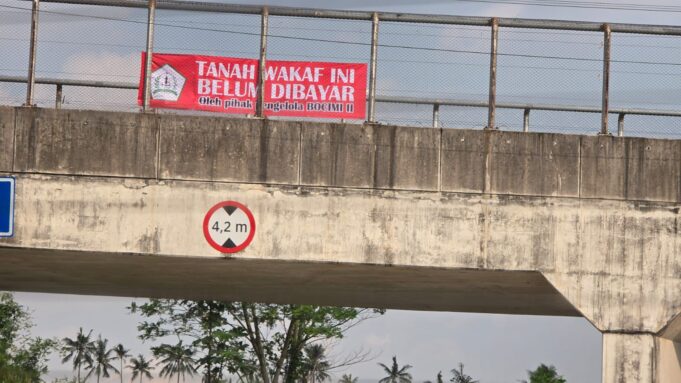 TANAH WAKAF INI
BELUM DIBAYAR
Oleh pihak Pengelola BOCIMI II
4,2 m